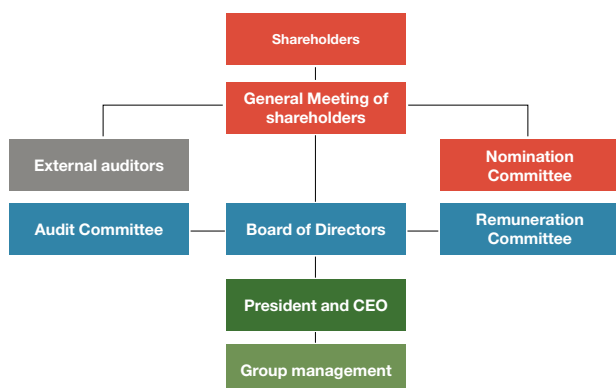 Shareholders
General Meeting of
shareholders
External auditors
Nomination
Committee
Audit Committee
Board of Directors
Remuneration
Committee
President and CEO
Group management